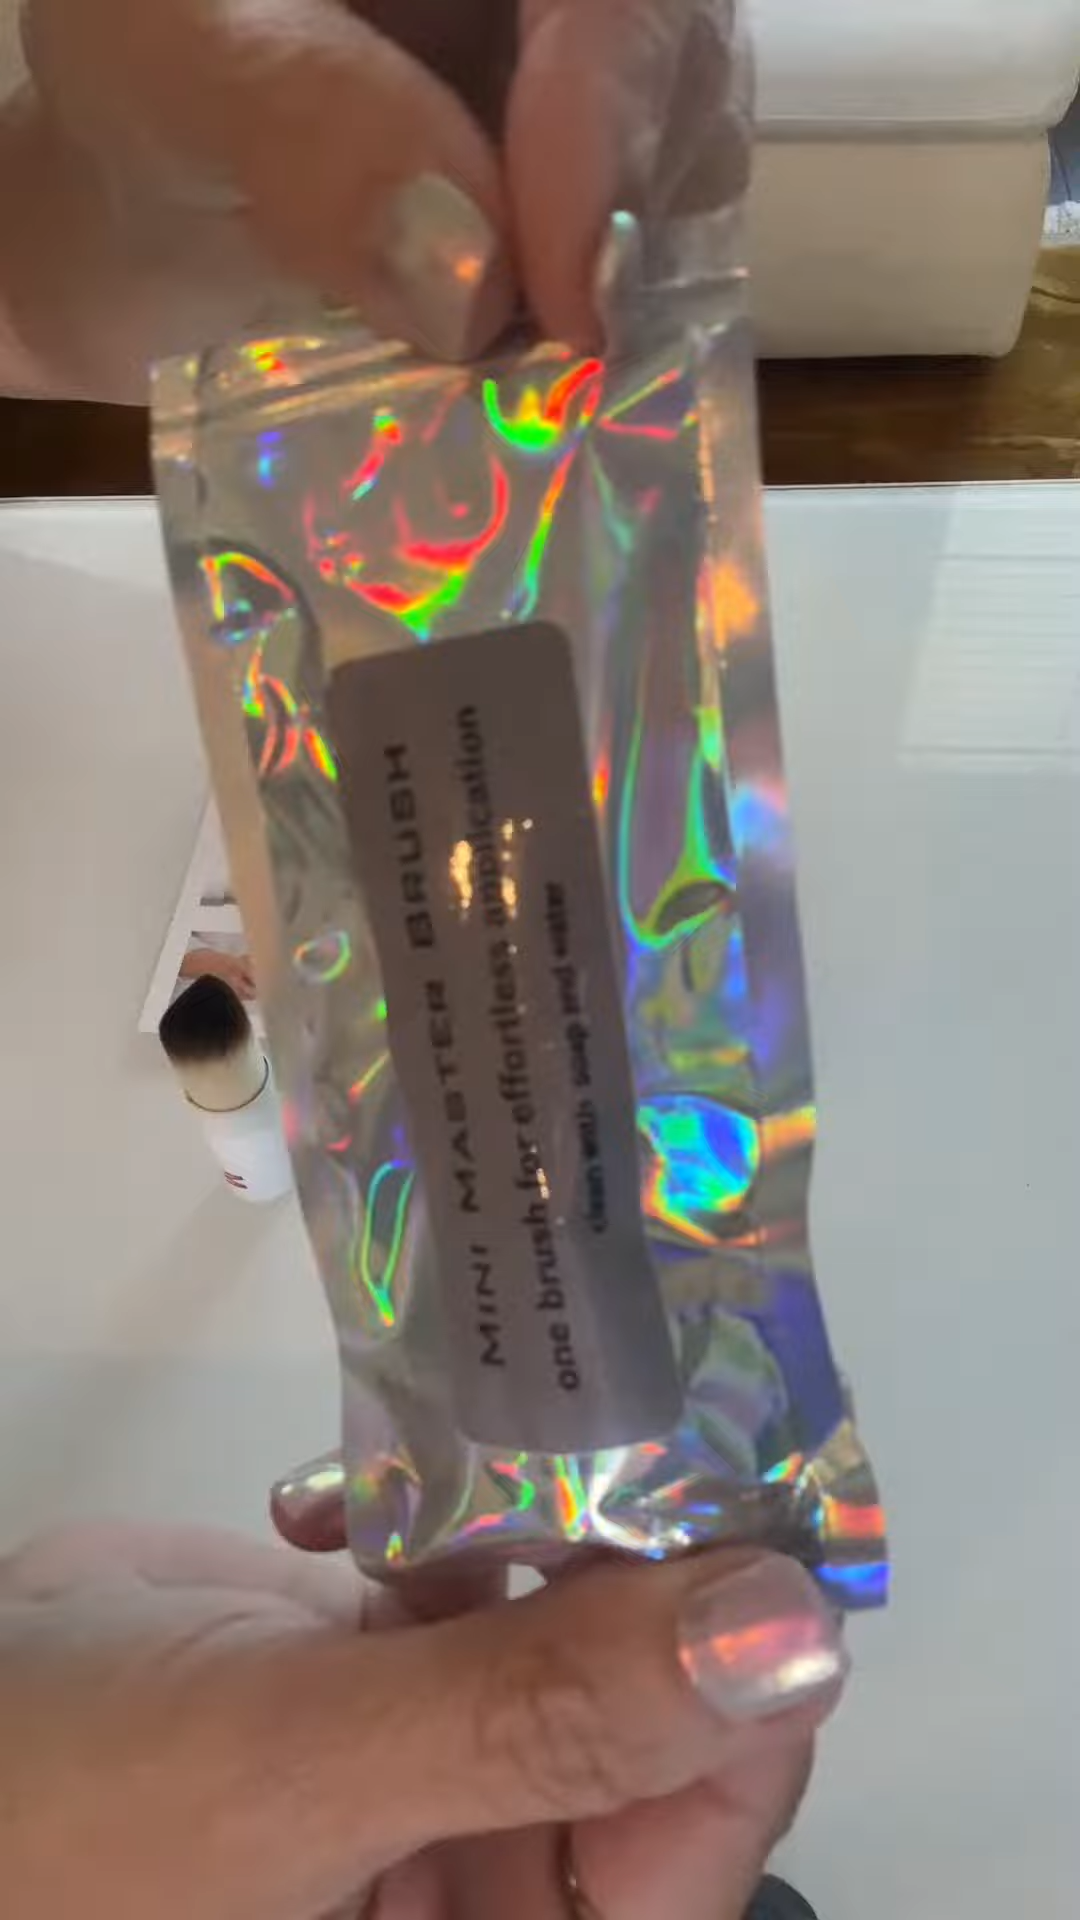 MINI MASTER BRUSH
one brush for effortless application
clean with soap and water